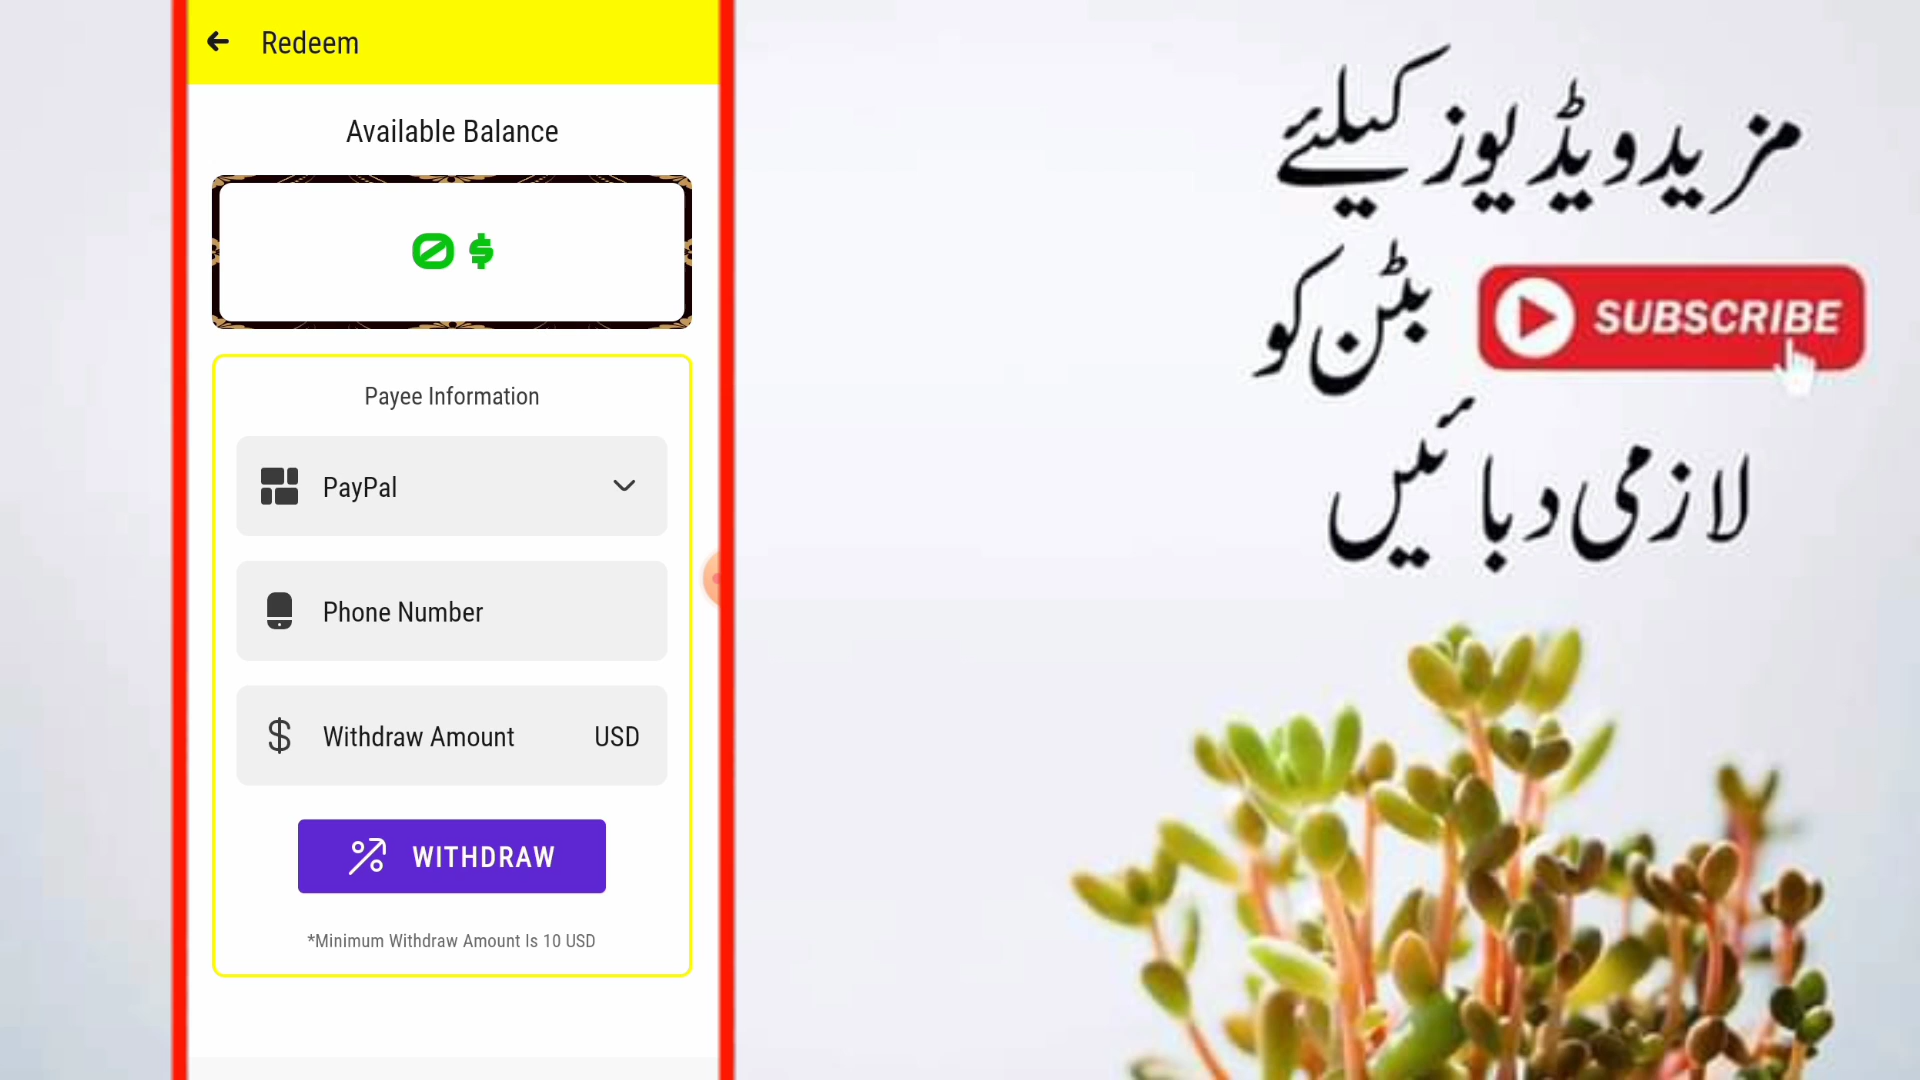 Redeem
Available Balance
0 $
Payee Information
PayPal
Phone Number
Withdraw Amount USD
WITHDRAW
*Minimum Withdraw Amount Is 10 USD
مزید ویڈیوز کیلئے
SUBSCRIBE بٹن کو
لازمی دبائیں